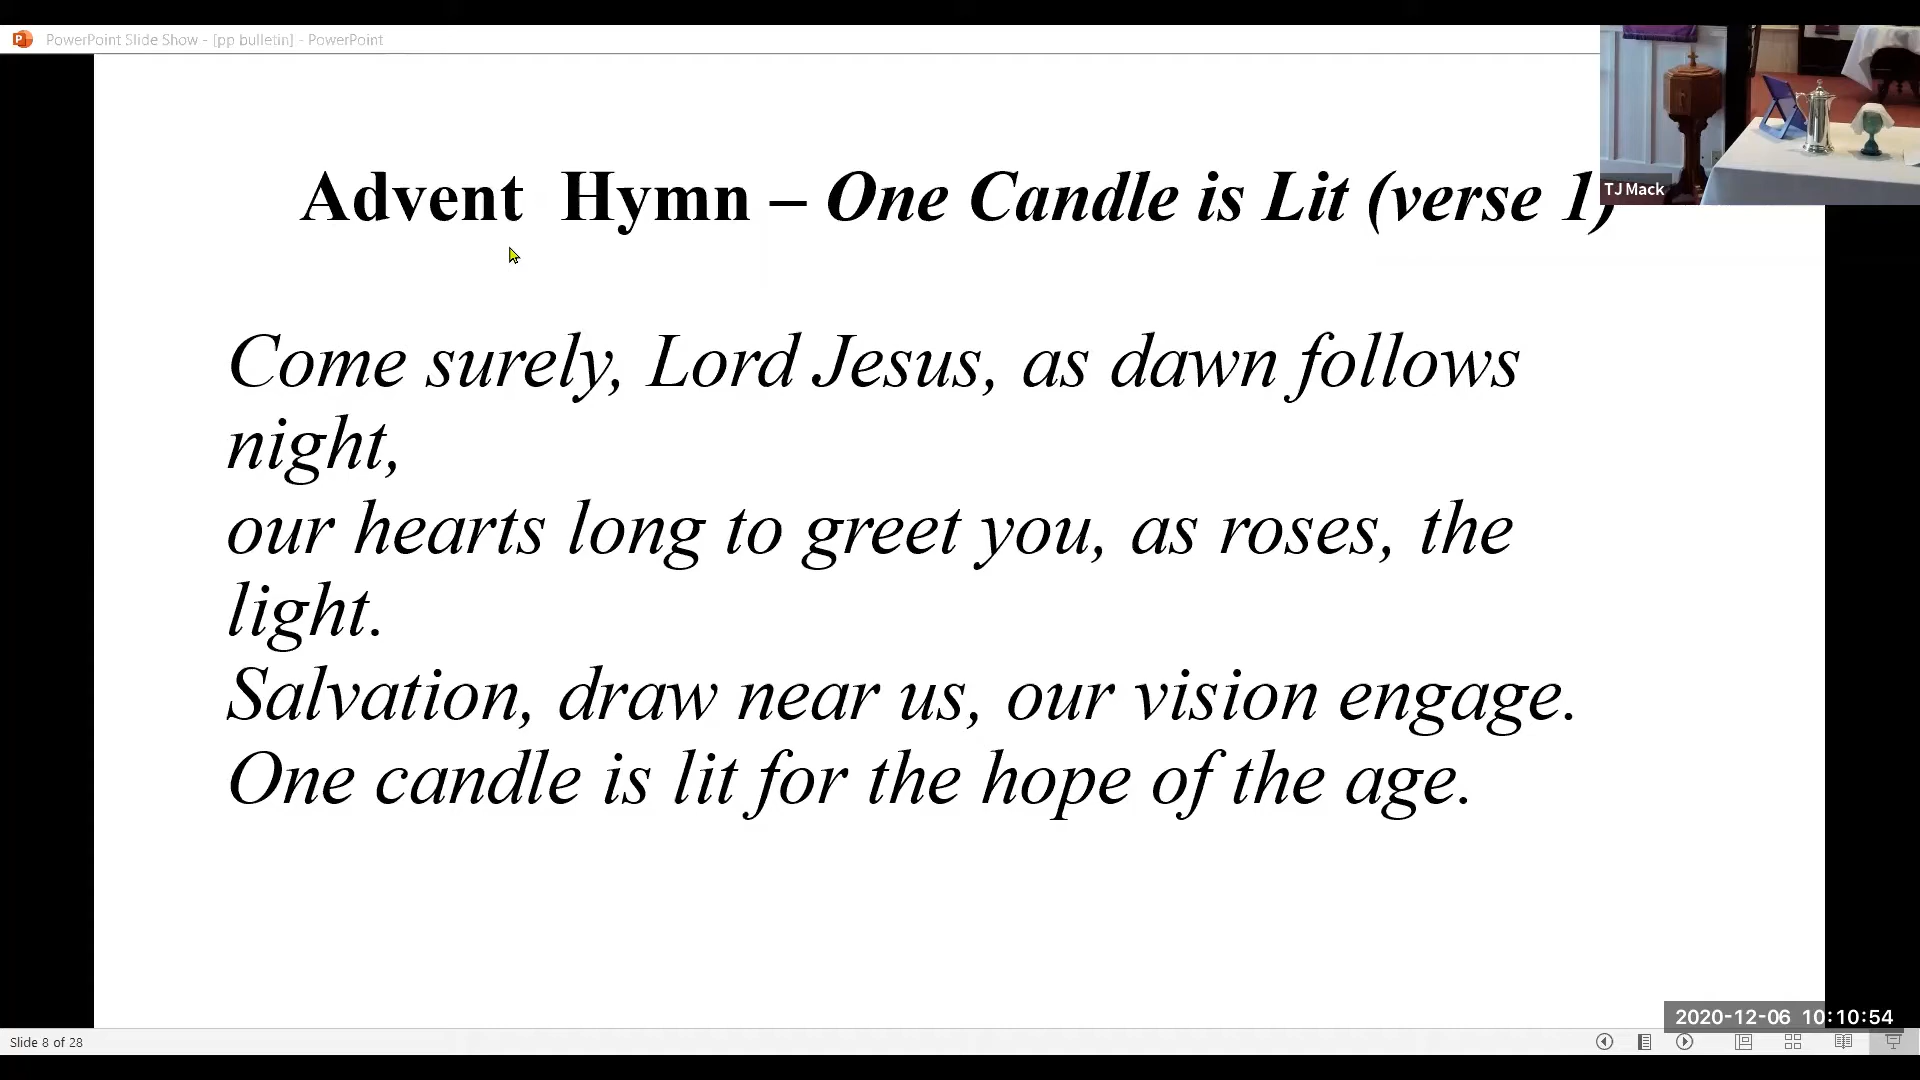 PowerPoint Slide Show - [pp bulletin] - PowerPoint
TJ Mack
Advent Hymn – One Candle is Lit (verse 1)
Come surely, Lord Jesus, as dawn follows
night,
our hearts long to greet you, as roses, the
light.
Salvation, draw near us, our vision engage.
One candle is lit for the hope of the age.
2020-12-06 10:10:54
Slide 8 of 28